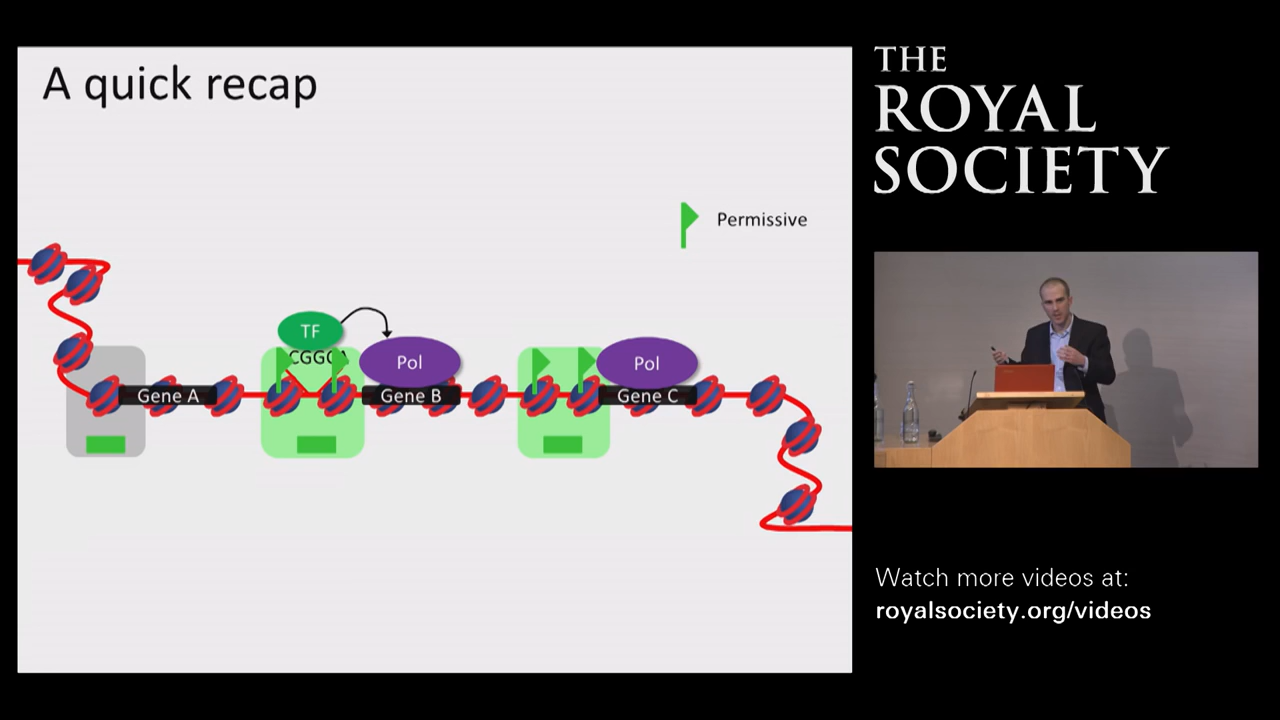 A quick recap
Permissive
TF
Pol
Pol
Gene A
Gene B
Gene C
THE
ROYAL
SOCIETY
Watch more videos at:
royalsociety.org/videos